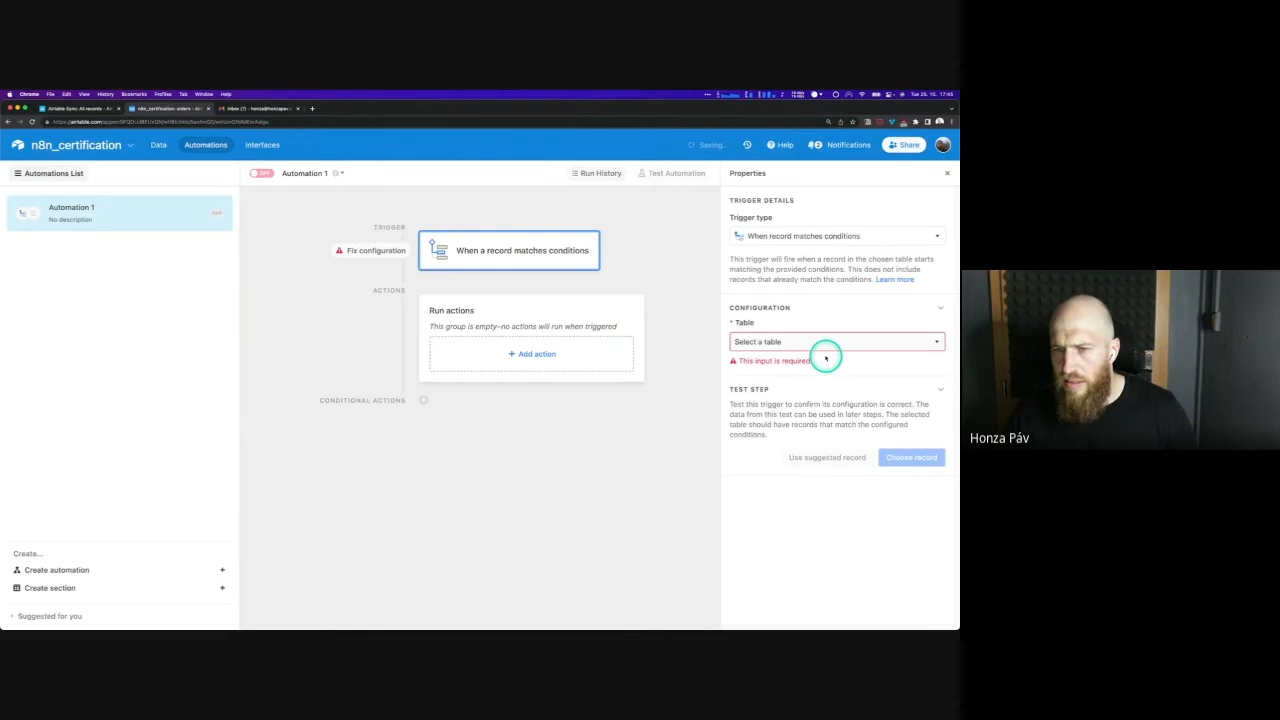 Chrome File Edit View History Bookmarks Profiles Tab Window Help
Tue 25. 10. 17:45
Airtable Sync: All records - Air
n8n_certification: orders - Airt
Inbox (7) - honza@honzapav.c
n8n_certification
Data
Automations
Interfaces
Saving...
Help
Notifications
Share
Automations List
OFF
Automation 1
Run History
Test Automation
Properties
Automation 1
No description
OFF
TRIGGER
Fix configuration
When a record matches conditions
ACTIONS
Run actions
This group is empty–no actions will run when triggered
+ Add action
CONDITIONAL ACTIONS
TRIGGER DETAILS
Trigger type
When record matches conditions
This trigger will fire when a record in the chosen table starts
matching the provided conditions. This does not include
records that already match the conditions. Learn more
CONFIGURATION
* Table
Select a table
This input is required
TEST STEP
Test this trigger to confirm its configuration is correct. The
data from this test can be used in later steps. The selected
table should have records that match the configured
conditions.
Use suggested record
Choose record
Create...
Create automation +
Create section +
Suggested for you
Honza Páv